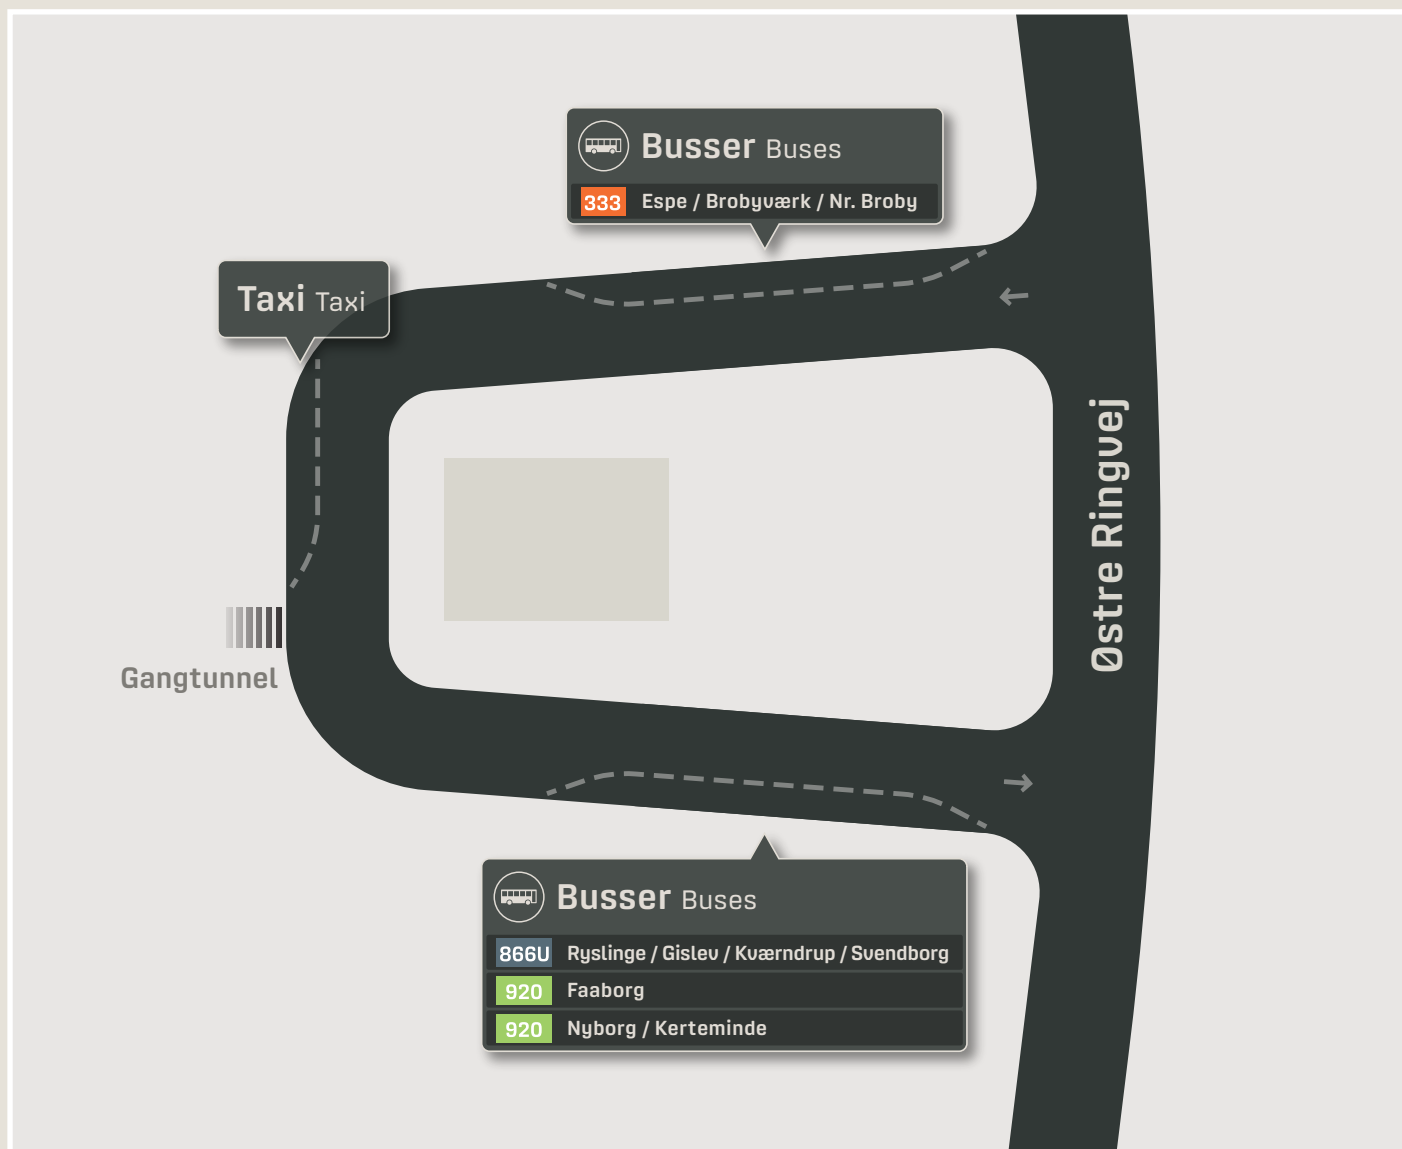 Busser Buses
333 Espe / Brobyværk / Nr. Broby
Taxi Taxi
Østre Ringvej
Gangtunnel
Busser Buses
866U Ryslinge / Gislev / Kværndrup / Svendborg
920 Faaborg
920 Nyborg / Kerteminde